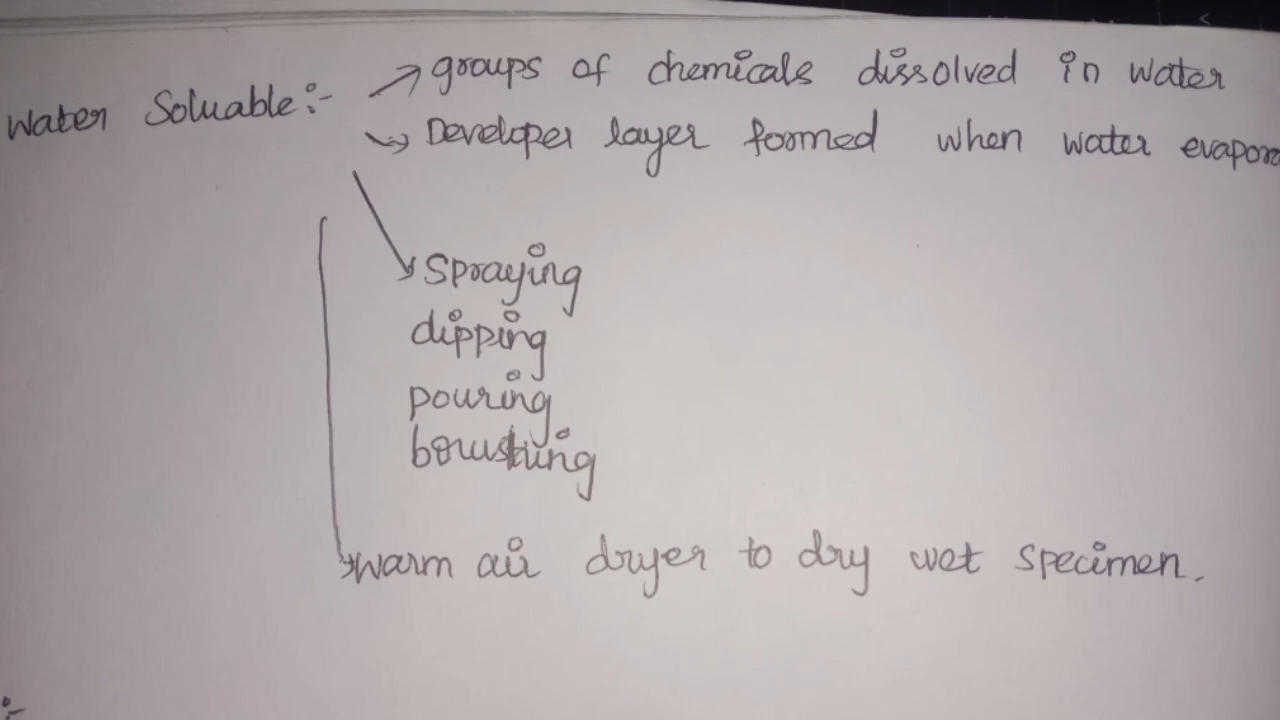 Water Soluable:- → groups of chemicals dissolved in water
→ Developer layer formed when water evapora
→ Spraying
dipping
pouring
→ warm air dryer to dry wet specimen.
:-